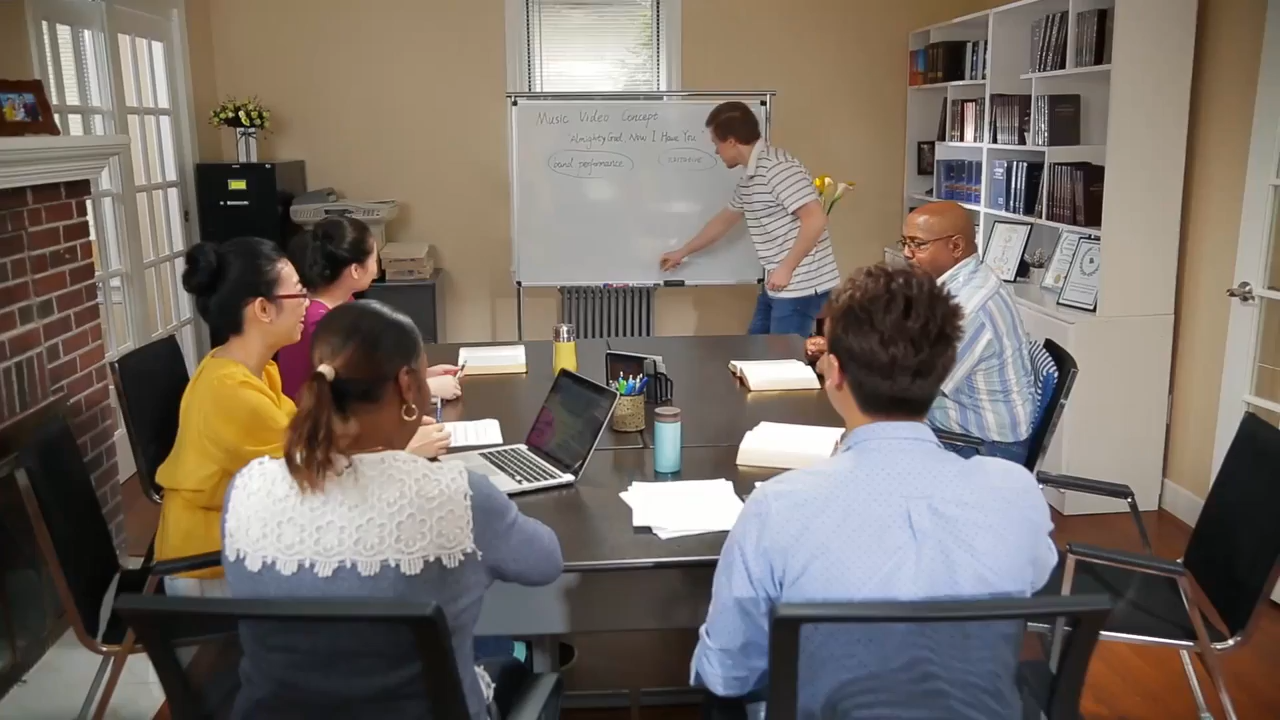 Music Video Concept
"Almighty God, Now I Have You"
band performance narrative